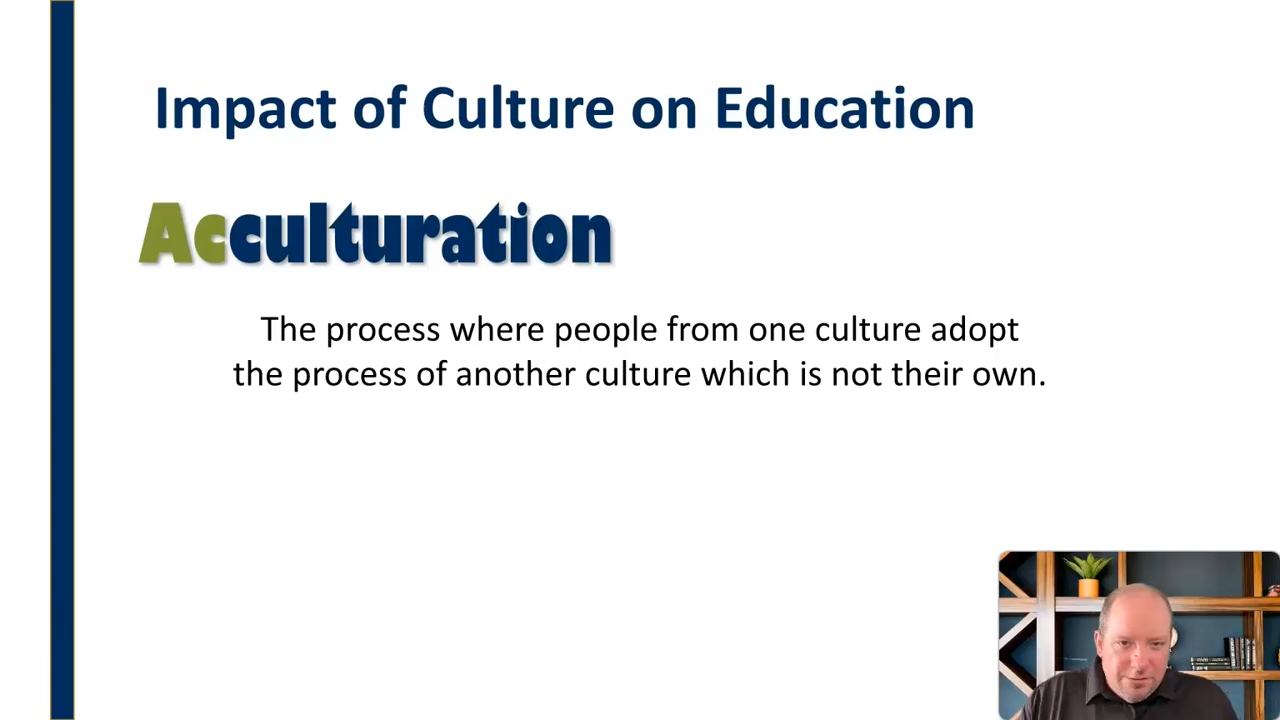 Impact of Culture on Education
Acculturation
The process where people from one culture adopt
the process of another culture which is not their own.